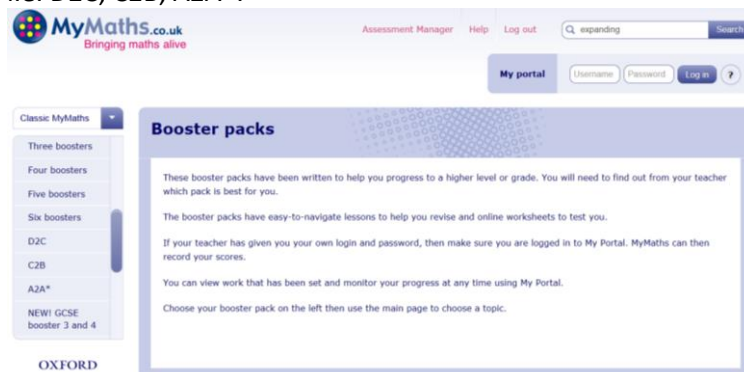 MyMaths.co.uk
Bringing maths alive
Assessment Manager Help Log out expanding Search
My portal Username Password Log in ?
Classic MyMaths
Three boosters
Four boosters
Five boosters
Six boosters
D2C
C2B
A2A*
NEW! GCSE
booster 3 and 4
OXFORD
Booster packs
These booster packs have been written to help you progress to a higher level or grade. You will need to find out from your teacher
which pack is best for you.
The booster packs have easy-to-navigate lessons to help you revise and online worksheets to test you.
If your teacher has given you your own login and password, then make sure you are logged in to My Portal. MyMaths can then
record your scores.
You can view work that has been set and monitor your progress at any time using My Portal.
Choose your booster pack on the left then use the main page to choose a topic.